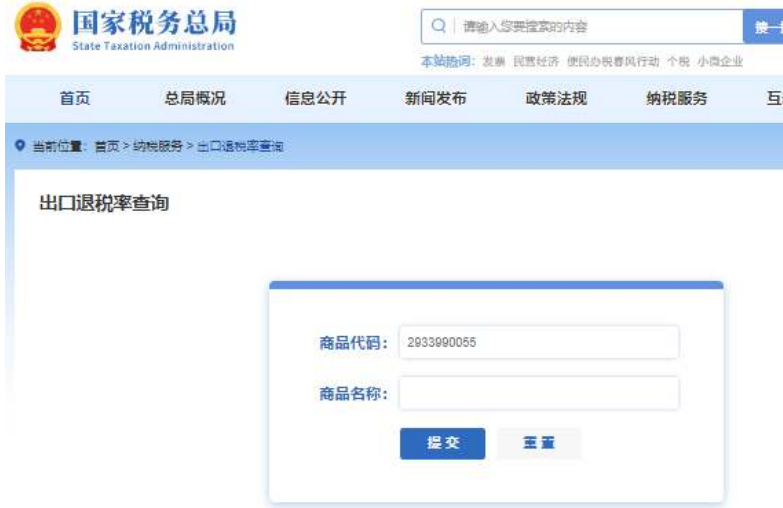 国家税务总局
State Taxation Administration
请输入您要搜索的内容
搜一
本站热词：发票 民营经济 便民办税春风行动 个税 小微企业
首页 总局概况 信息公开 新闻发布 政策法规 纳税服务 互
当前位置：首页 > 纳税服务 > 出口退税率查询
出口退税率查询
商品代码： 2933990055
商品名称：
提交 重置